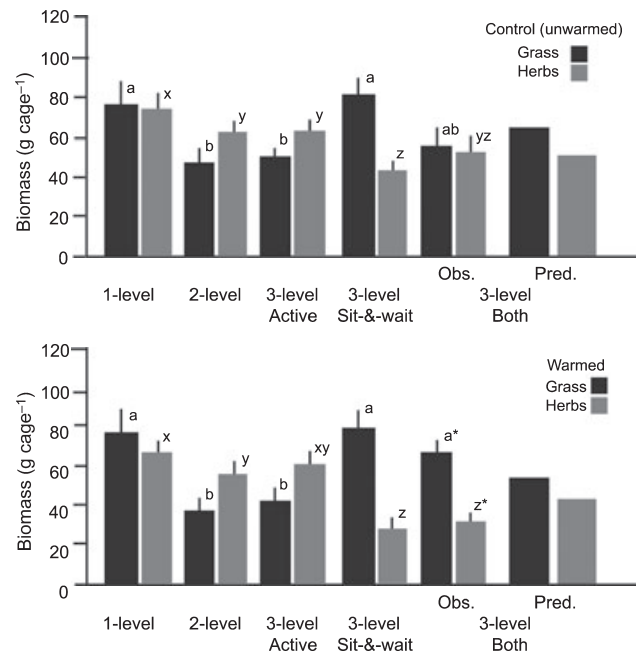 120
Control (unwarmed)
Grass
Herbs
100
80
60
40
20
0
Biomass (g cage⁻¹)
a
x
b
y
b
y
a
z
ab
yz
Obs.
Pred.
1-level
2-level
3-level
3-level
3-level
Active
Sit-&-wait
Both
120
Warmed
Grass
Herbs
100
80
60
40
20
0
Biomass (g cage⁻¹)
a
x
b
y
b
xy
a
z
a*
z*
Obs.
Pred.
1-level
2-level
3-level
3-level
3-level
Active
Sit-&-wait
Both